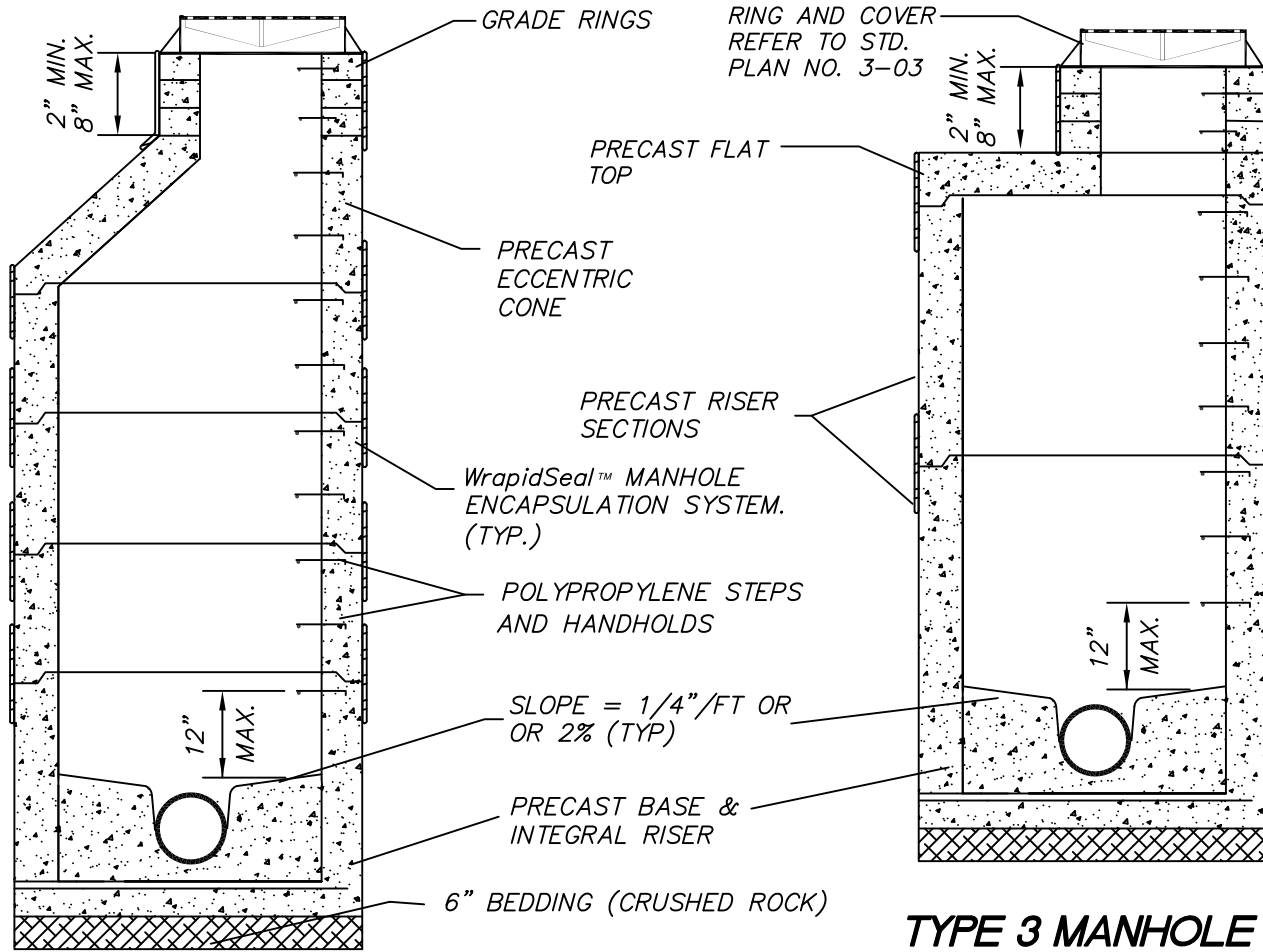 GRADE RINGS
RING AND COVER
REFER TO STD.
PLAN NO. 3-03
2" MIN.
8" MAX.
2" MIN.
8" MAX.
PRECAST FLAT
TOP
PRECAST
ECCENTRIC
CONE
PRECAST RISER
SECTIONS
WrapidSeal™ MANHOLE
ENCAPSULATION SYSTEM.
(TYP.)
POLYPROPYLENE STEPS
AND HANDHOLDS
12"
MAX.
12"
MAX.
SLOPE = 1/4"/FT OR
OR 2% (TYP)
PRECAST BASE &
INTEGRAL RISER
6" BEDDING (CRUSHED ROCK)
TYPE 3 MANHOLE